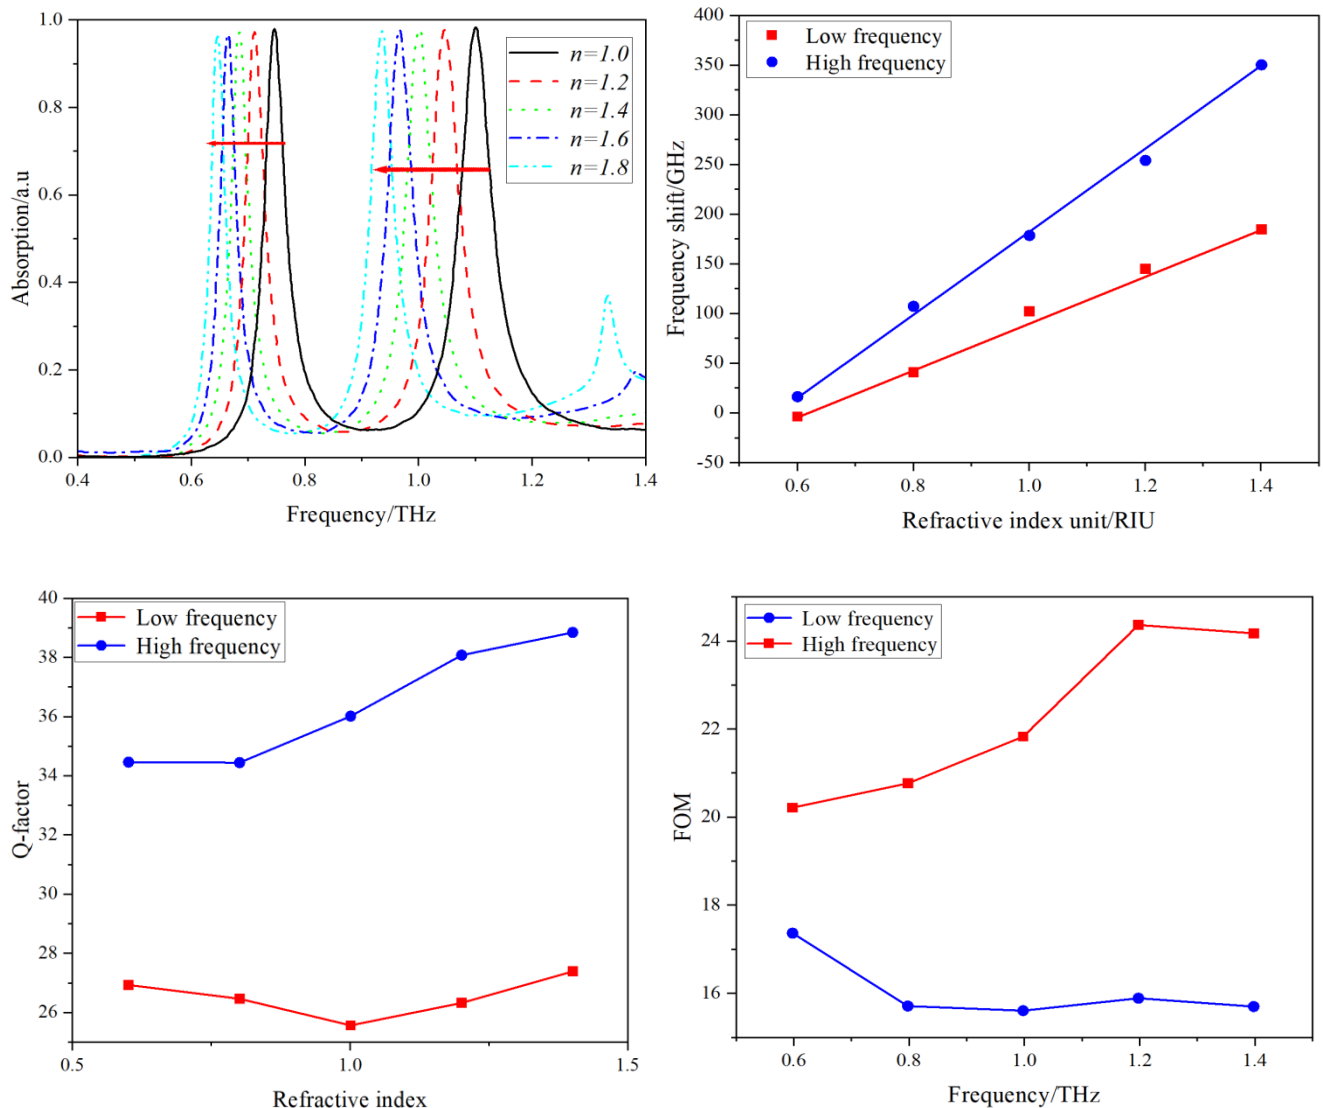 1.0
0.8
0.6
0.4
0.2
0.0
Absorption/a.u
n=1.0
n=1.2
n=1.4
n=1.6
n=1.8
0.4
0.6
0.8
1.0
1.2
1.4
Frequency/THz
400
350
300
250
200
150
100
50
0
-50
Frequency shift/GHz
Low frequency
High frequency
0.6
0.8
1.0
1.2
1.4
Refractive index unit/RIU
40
38
36
34
32
30
28
26
Q-factor
Low frequency
High frequency
0.5
1.0
1.5
Refractive index
24
22
20
18
16
FOM
Low frequency
High frequency
0.6
0.8
1.0
1.2
1.4
Frequency/THz